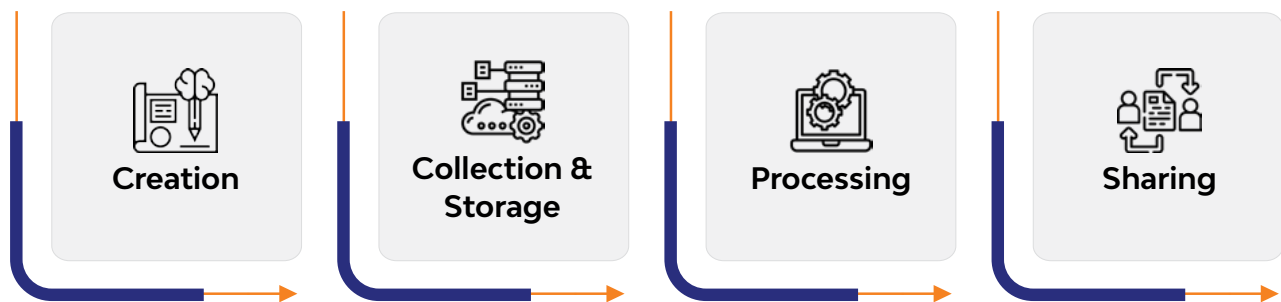 Creation
Collection &
Storage
Processing
Sharing